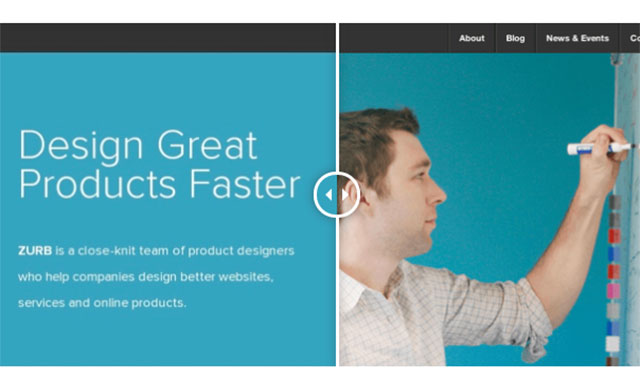 About Blog News & Events Co
Design Great
Products Faster
ZURB is a close-knit team of product designers
who help companies design better websites,
services and online products.